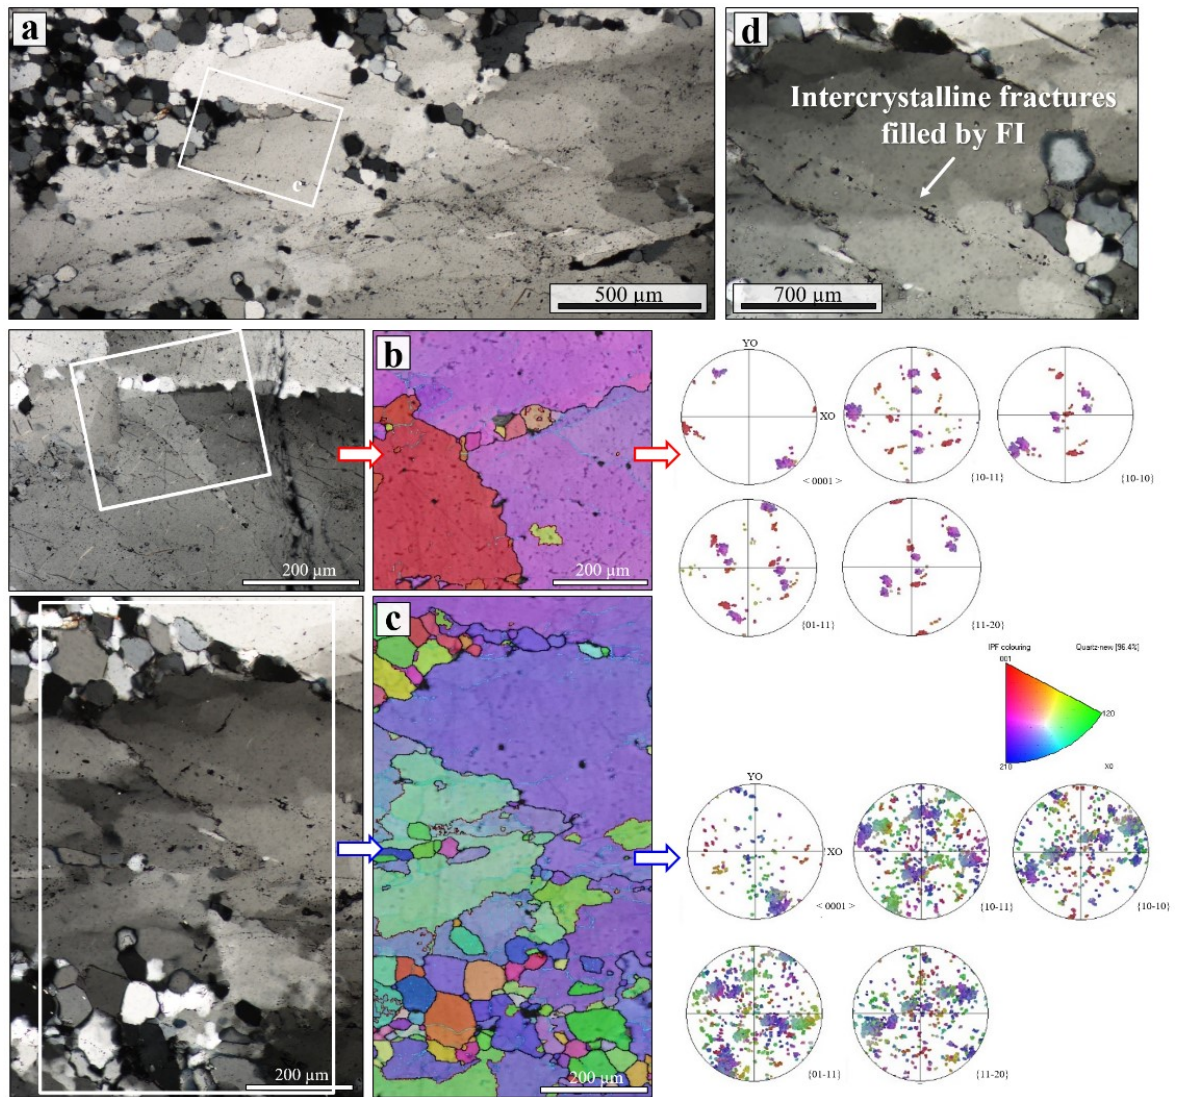 a
c
500 µm
d
Intercrystalline fractures
filled by FI
700 µm
200 µm
b
200 µm
YO
XO
< 0001 >
{10-11}
{10-10}
{01-11}
{11-20}
IPF colouring
Quartz-new [96.4%]
001
120
210
X0
200 µm
c
200 µm
YO
XO
< 0001 >
{10-11}
{10-10}
{01-11}
{11-20}